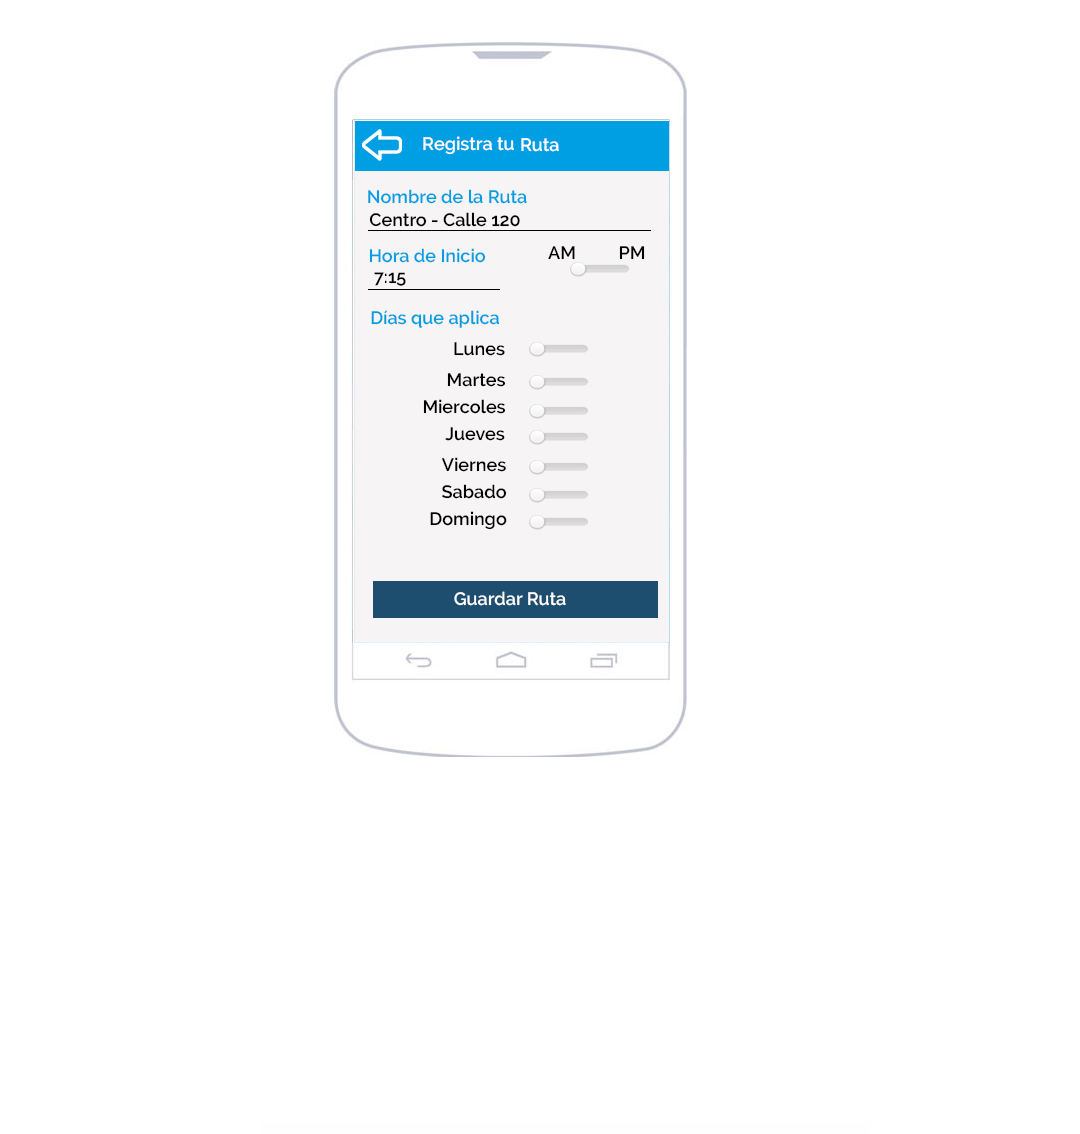 Registra tu Ruta
Nombre de la Ruta
Centro - Calle 120
Hora de Inicio
AM PM
7:15
Días que aplica
Lunes
Martes
Miercoles
Jueves
Viernes
Sabado
Domingo
Guardar Ruta